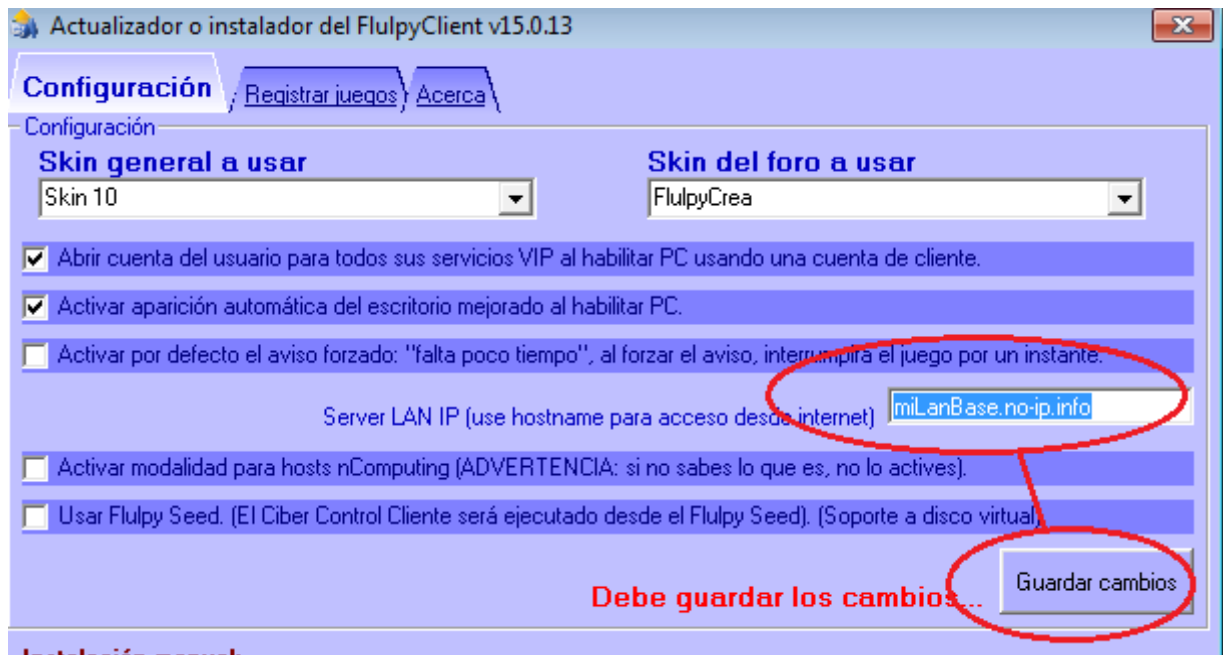 Actualizador o instalador del FlulpyClient v15.0.13
Configuración Registrar juegos Acerca
Configuración
Skin general a usar Skin del foro a usar
Skin 10 FlulpyCrea
Abrir cuenta del usuario para todos sus servicios VIP al habilitar PC usando una cuenta de cliente.
Activar aparición automática del escritorio mejorado al habilitar PC.
Activar por defecto el aviso forzado: "falta poco tiempo", al forzar el aviso, interrumpirá el juego por un instante.
Server LAN IP (use hostname para acceso desde internet) miLanBase.no-ip.info
Activar modalidad para hosts nComputing (ADVERTENCIA: si no sabes lo que es, no lo actives).
Usar Flulpy Seed. (El Ciber Control Cliente será ejecutado desde el Flulpy Seed). (Soporte a disco virtual)
Guardar cambios
Debe guardar los cambios...